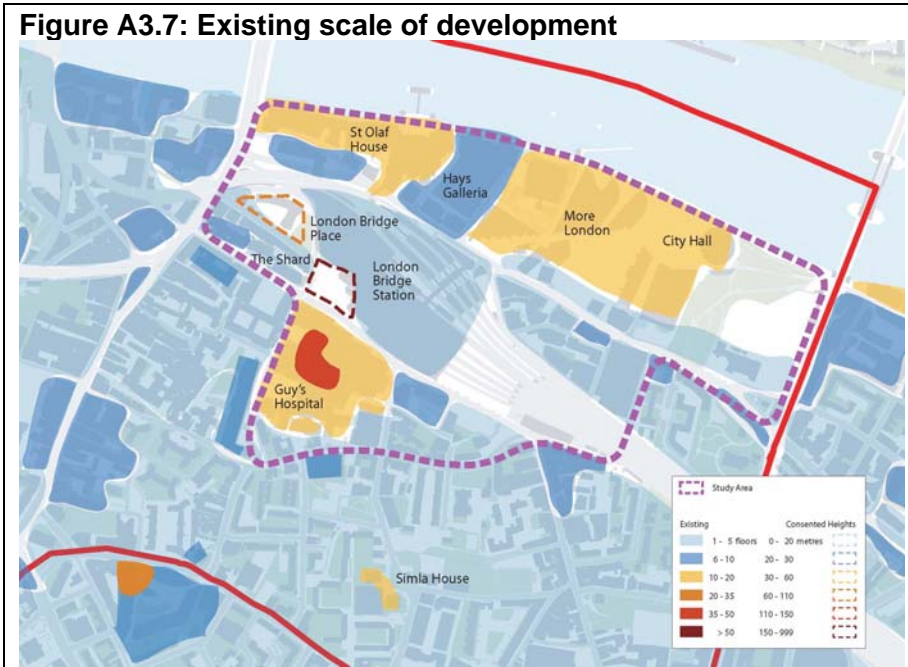 Figure A3.7: Existing scale of development
St Olaf
House
Hays
Galleria
More
London
City Hall
London Bridge
Place
The Shard
London
Bridge
Station
Guy's
Hospital
Simla House
Study Area
Existing Consented Heights
1 - 5 floors 0 - 20 metres
6 - 10 20 - 30
10 - 20 30 - 60
20 - 35 60 - 110
35 - 50 110 - 150
> 50 150 - 999